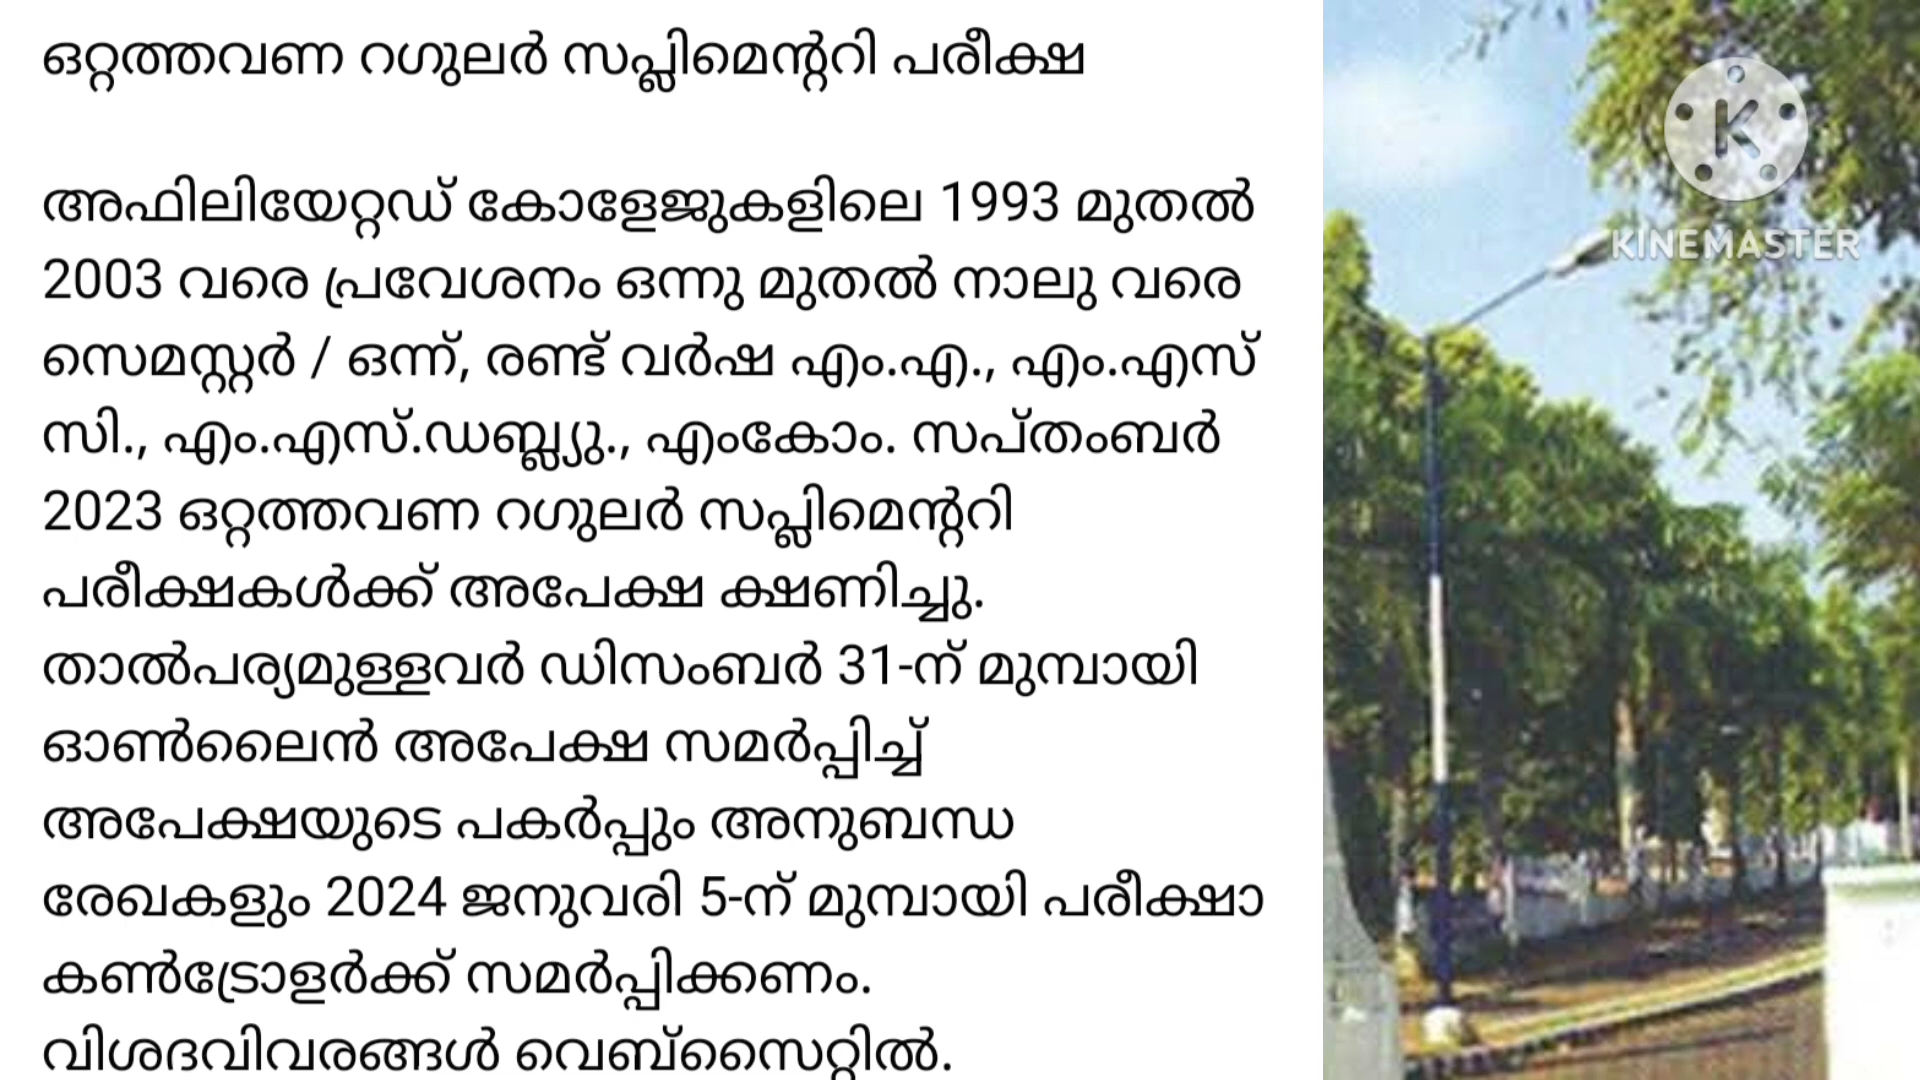 ഒറ്റത്തവണ റഗുലർ സപ്ലിമെന്ററി പരീക്ഷ
അഫിലിയേറ്റഡ് കോളേജുകളിലെ 1993 മുതൽ
2003 വരെ പ്രവേശനം ഒന്നു മുതൽ നാലു വരെ
സെമസ്റ്റർ / ഒന്ന്, രണ്ട് വർഷ എം.എ., എം.എസ്
സി., എം.എസ്.ഡബ്ല്യു., എംകോം. സപ്തംബർ
2023 ഒറ്റത്തവണ റഗുലർ സപ്ലിമെന്ററി
പരീക്ഷകൾക്ക് അപേക്ഷ ക്ഷണിച്ചു.
താൽപര്യമുള്ളവർ ഡിസംബർ 31-ന് മുമ്പായി
ഓൺലൈൻ അപേക്ഷ സമർപ്പിച്ച്
അപേക്ഷയുടെ പകർപ്പും അനുബന്ധ
രേഖകളും 2024 ജനുവരി 5-ന് മുമ്പായി പരീക്ഷാ
കൺട്രോളർക്ക് സമർപ്പിക്കണം.
വിശദവിവരങ്ങൾ വെബ്സൈറ്റിൽ.
K
KINEMASTER